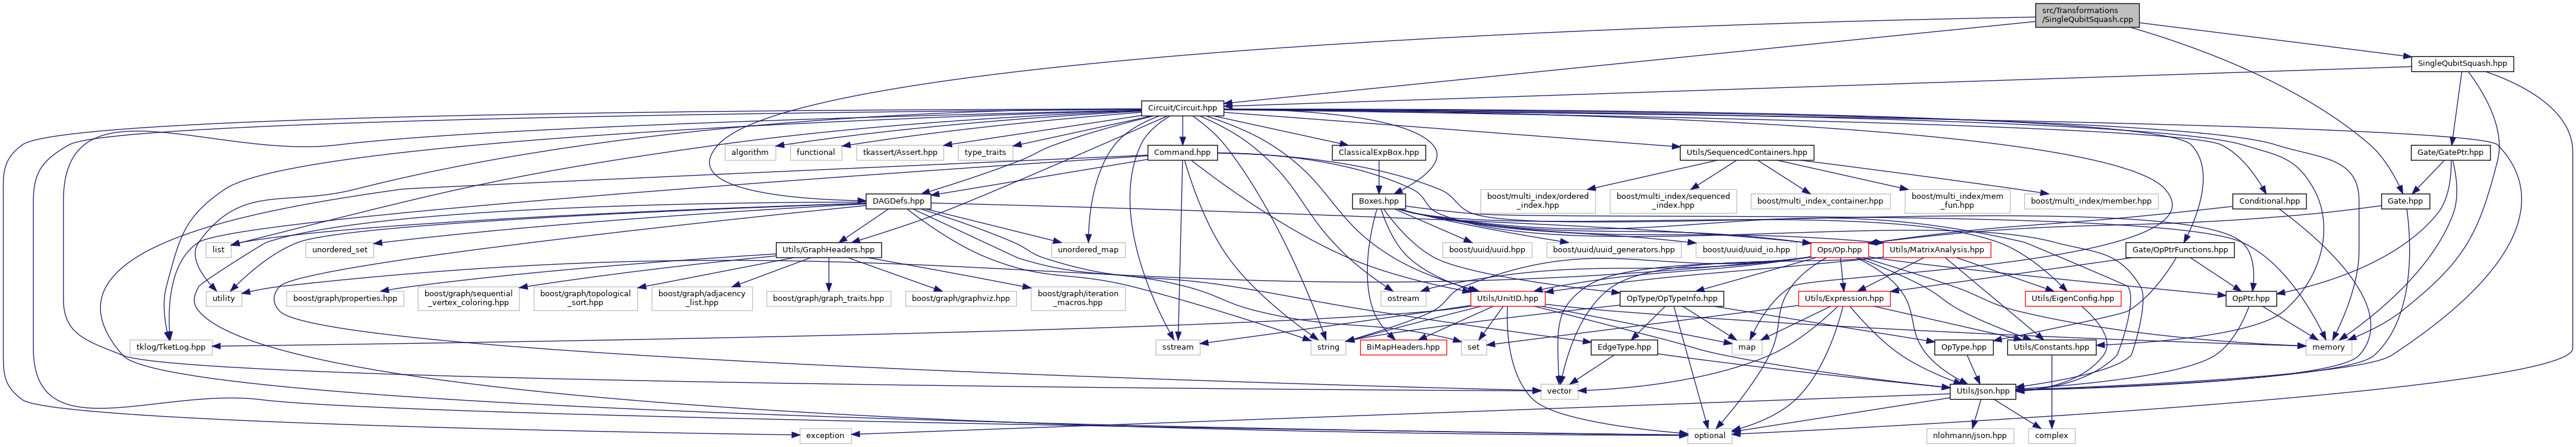 src/Transformations
/SingleQubitSquash.cpp
SingleQubitSquash.hpp
Circuit/Circuit.hpp
algorithm
functional
tkassert/Assert.hpp
type_traits
Command.hpp
ClassicalExpBox.hpp
Utils/SequencedContainers.hpp
Gate/GatePtr.hpp
DAGDefs.hpp
Boxes.hpp
boost/multi_index/ordered
_index.hpp
boost/multi_index/sequenced
_index.hpp
boost/multi_index_container.hpp
boost/multi_index/mem
_fun.hpp
boost/multi_index/member.hpp
Conditional.hpp
Gate.hpp
list
unordered_set
Utils/GraphHeaders.hpp
unordered_map
boost/uuid/uuid.hpp
boost/uuid/uuid_generators.hpp
boost/uuid/uuid_io.hpp
Ops/Op.hpp
Utils/MatrixAnalysis.hpp
Gate/OpPtrFunctions.hpp
utility
boost/graph/properties.hpp
boost/graph/sequential
_vertex_coloring.hpp
boost/graph/topological
_sort.hpp
boost/graph/adjacency
_list.hpp
boost/graph/graph_traits.hpp
boost/graph/graphviz.hpp
boost/graph/iteration
_macros.hpp
ostream
Utils/UnitID.hpp
OpType/OpTypeInfo.hpp
Utils/Expression.hpp
Utils/EigenConfig.hpp
OpPtr.hpp
tklog/TketLog.hpp
sstream
string
BiMapHeaders.hpp
set
EdgeType.hpp
map
OpType.hpp
Utils/Constants.hpp
memory
vector
Utils/Json.hpp
exception
optional
nlohmann/json.hpp
complex